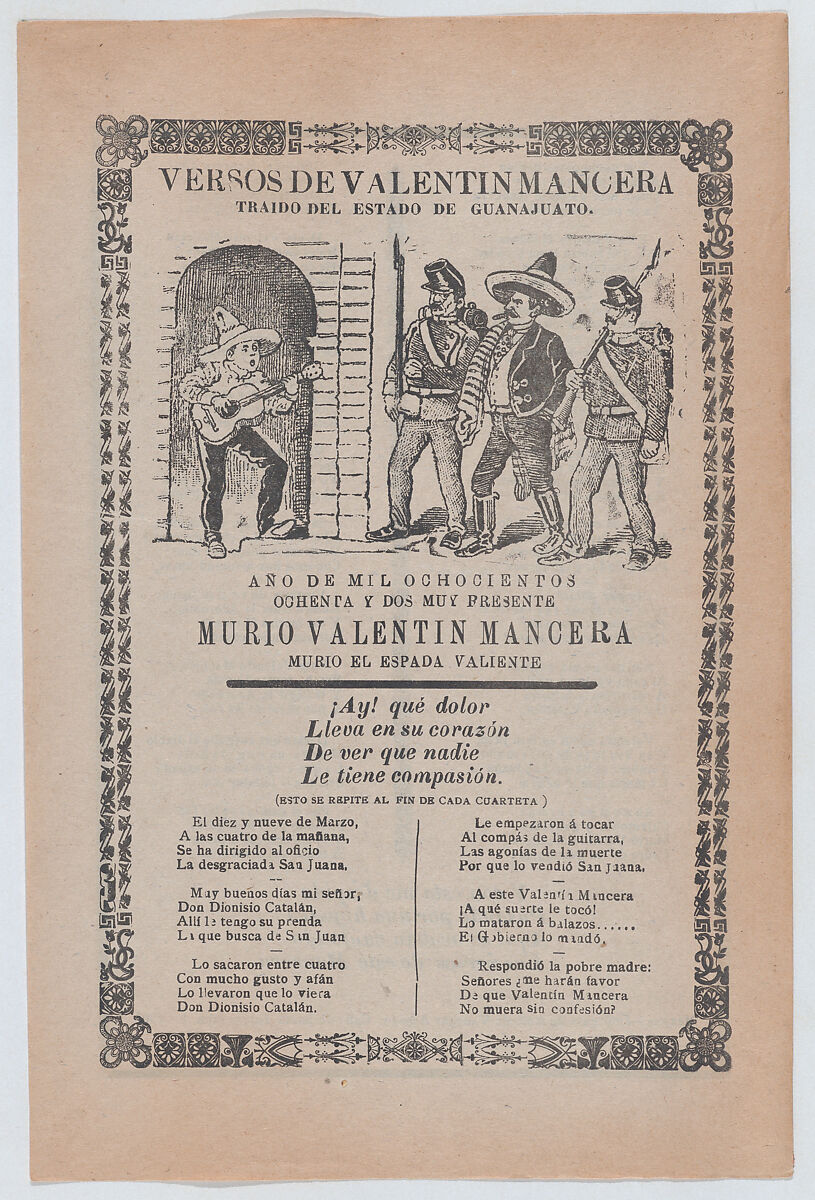 VERSOS DE VALENTIN MANCERA
TRAIDO DEL ESTADO DE GUANAJUATO.
AÑO DE MIL OCHOCIENTOS
OCHENTA Y DOS MUY PRESENTE
MURIO VALENTIN MANCERA
MURIO EL ESPADA VALIENTE
¡Ay! qué dolor
Lleva en su corazón
De ver que nadie
Le tiene compasión.
(ESTO SE REPITE AL FIN DE CADA CUARTETA )
El diez y nueve de Marzo,
A las cuatro de la mañana,
Se ha dirigido al oficio
La desgraciada San Juana.
Muy buenos días mi señor,
Don Dionisio Catalán,
Allí le tengo su prenda
La que busca de San Juan
Lo sacaron entre cuatro
Con mucho gusto y afán
Lo llevaron que lo viera
Don Dionisio Catalán.
Le empezaron á tocar
Al compás de la guitarra,
Las agonías de la muerte
Por que lo vendió San Juana.
A este Valentín Mancera
¡A qué suerte le tocó!
Lo mataron á balazos......
El Gobierno lo mandó.
Respondió la pobre madre:
Señores ¿me harán favor
De que Valentín Mancera
No muera sin confesión?